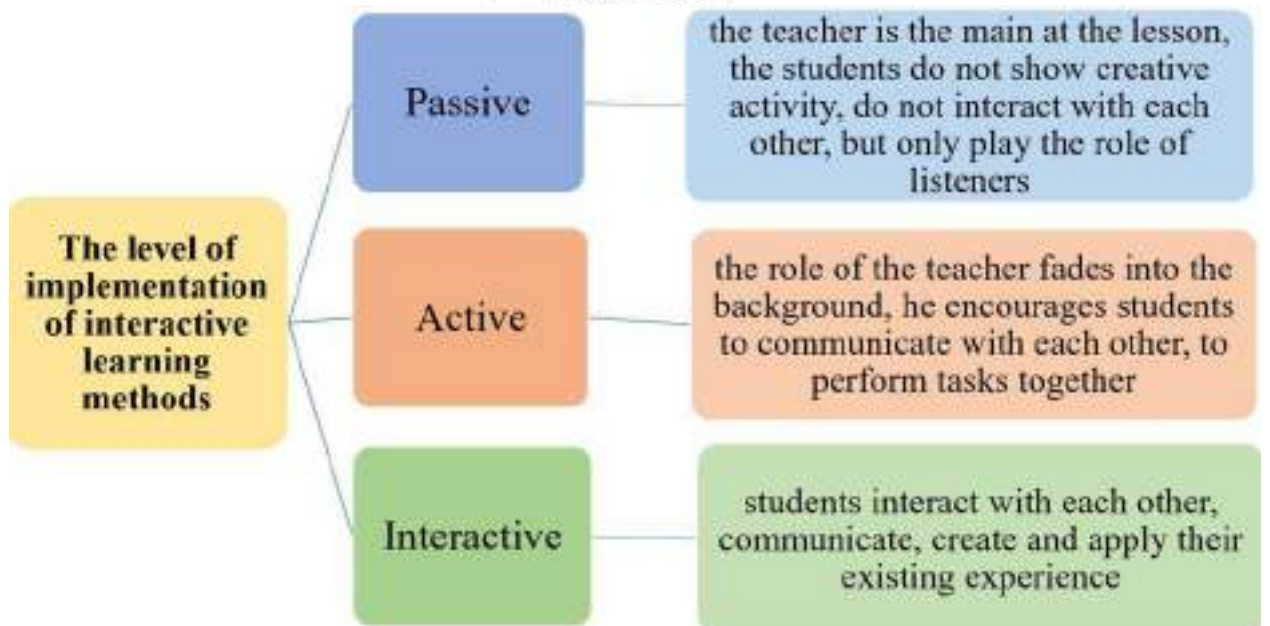 The level of
implementation
of interactive
learning
methods
Passive
the teacher is the main at the lesson,
the students do not show creative
activity, do not interact with each
other, but only play the role of
listeners
Active
the role of the teacher fades into the
background, he encourages students
to communicate with each other, to
perform tasks together
Interactive
students interact with each other,
communicate, create and apply their
existing experience